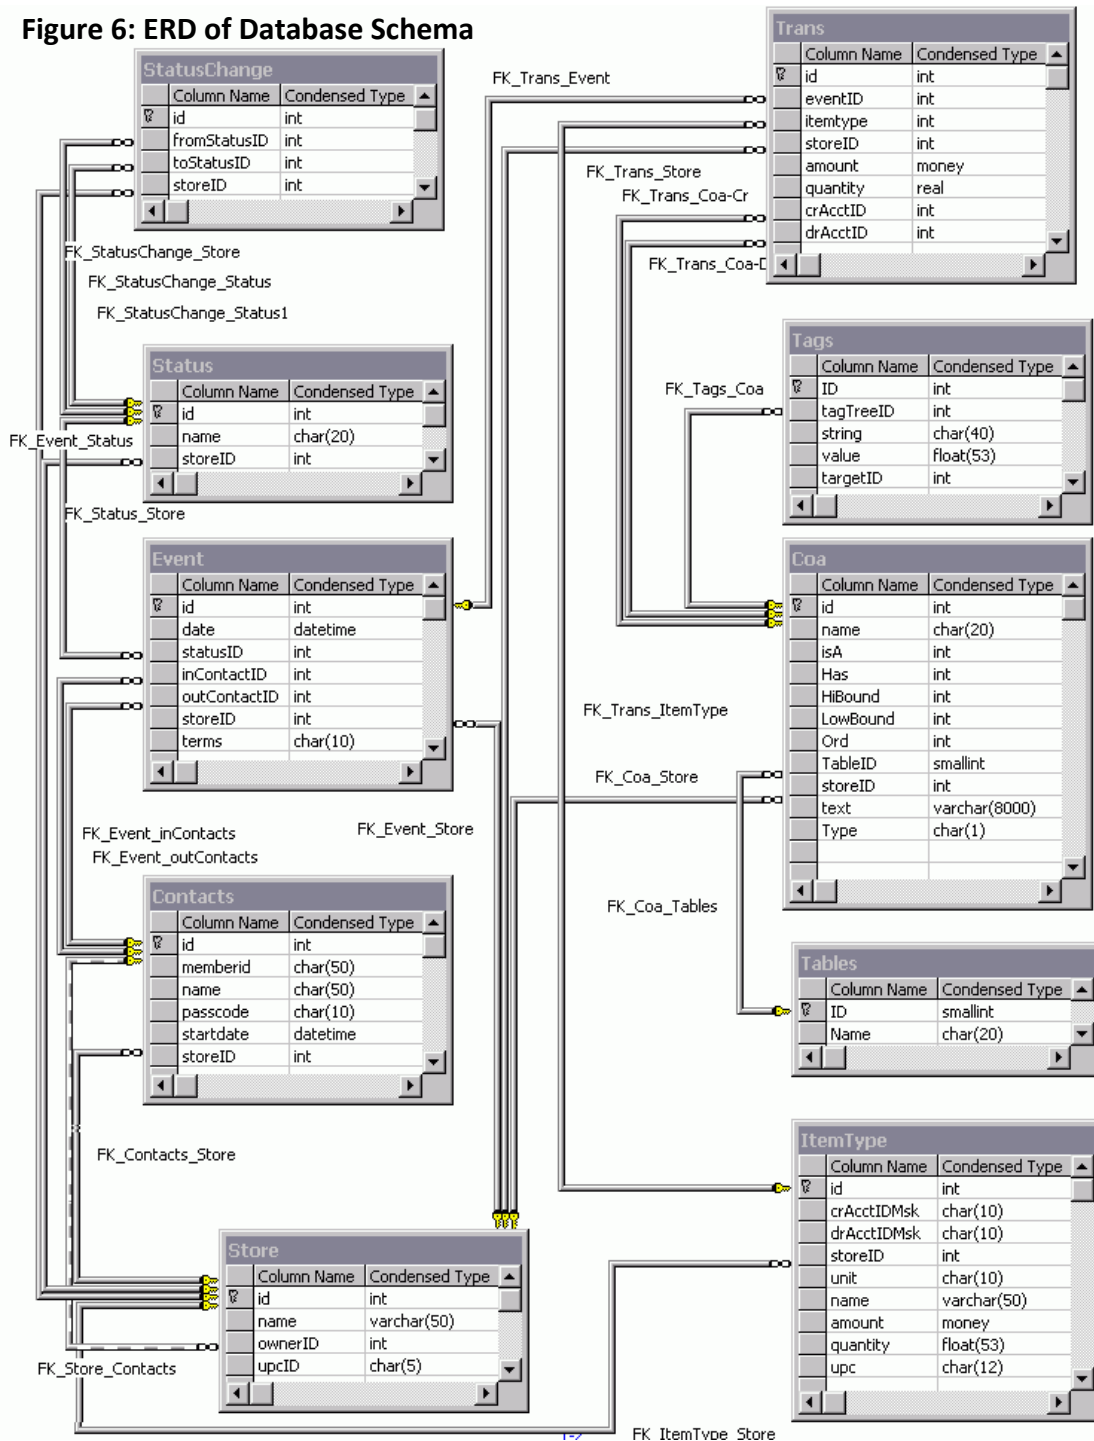 Figure 6: ERD of Database Schema
StatusChange
Column Name Condensed Type
id int
fromStatusID int
toStatusID int
storeID int
FK_StatusChange_Store
FK_StatusChange_Status
FK_StatusChange_Status1
Status
Column Name Condensed Type
id int
name char(20)
storeID int
FK_Event_Status
FK_Status_Store
Event
Column Name Condensed Type
id int
date datetime
statusID int
inContactID int
outContactID int
storeID int
terms char(10)
FK_Event_inContacts
FK_Event_outContacts
FK_Event_Store
Contacts
Column Name Condensed Type
id int
memberid char(50)
name char(50)
passcode char(10)
startdate datetime
storeID int
FK_Contacts_Store
Store
Column Name Condensed Type
id int
name varchar(50)
ownerID int
upcID char(5)
FK_Store_Contacts
FK_Trans_Event
FK_Trans_Store
FK_Trans_Coa-Cr
FK_Trans_Coa-D
Trans
Column Name Condensed Type
id int
eventID int
itemtype int
storeID int
amount money
quantity real
crAcctID int
drAcctID int
FK_Tags_Coa
Tags
Column Name Condensed Type
ID int
tagTreeID int
string char(40)
value float(53)
targetID int
Coa
Column Name Condensed Type
id int
name char(20)
isA int
Has int
HiBound int
LowBound int
Ord int
TableID smallint
storeID int
text varchar(8000)
Type char(1)
FK_Trans_ItemType
FK_Coa_Store
FK_Coa_Tables
Tables
Column Name Condensed Type
ID smallint
Name char(20)
ItemType
Column Name Condensed Type
id int
crAcctIDMsk char(10)
drAcctIDMsk char(10)
storeID int
unit char(10)
name varchar(50)
amount money
quantity float(53)
upc char(12)
FK_ItemType_Store